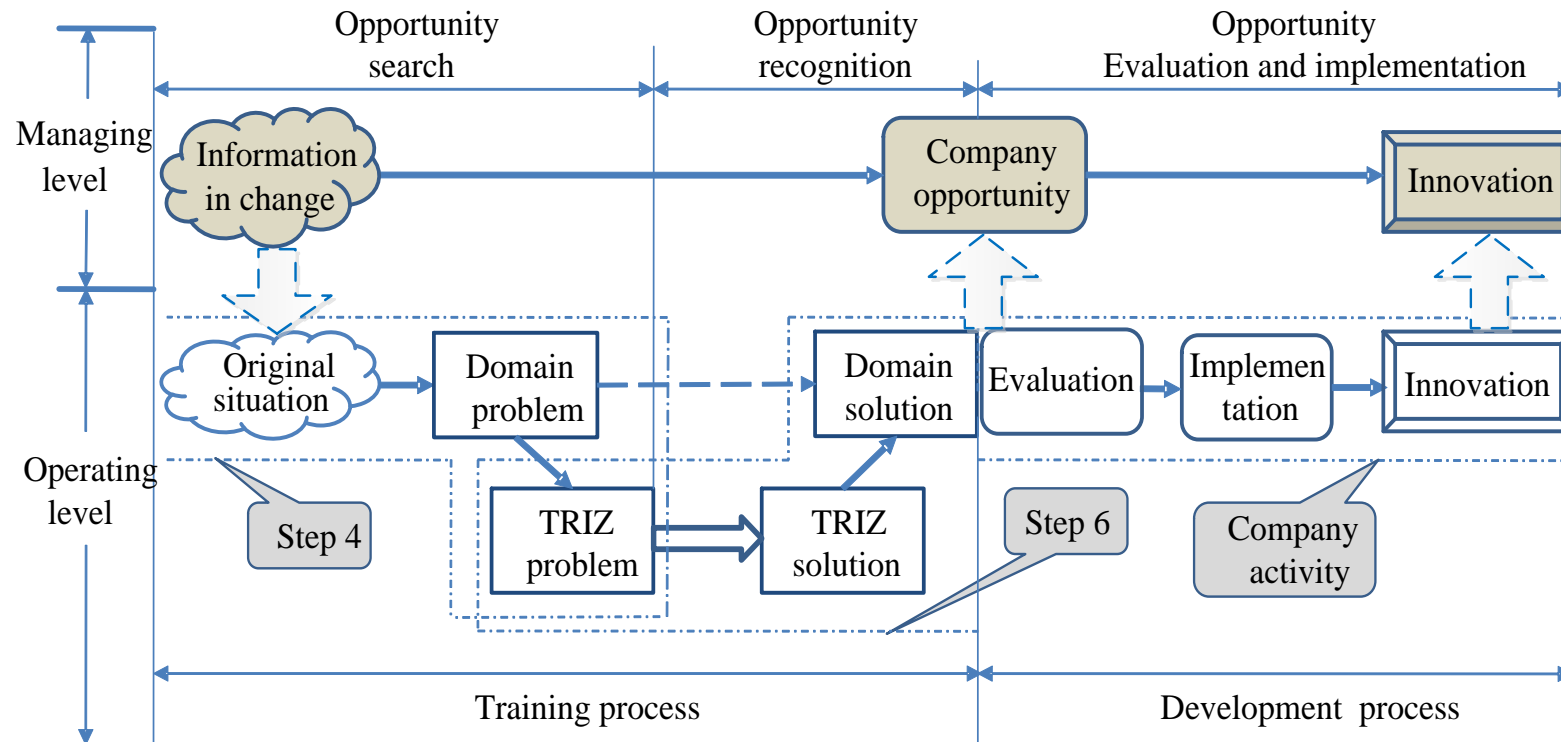 Opportunity
search
Opportunity
recognition
Opportunity
Evaluation and implementation
Managing
level
Information
in change
Company
opportunity
Innovation
Original
situation
Domain
problem
Domain
solution
Evaluation
Implemen
tation
Innovation
Operating
level
Step 4
TRIZ
problem
TRIZ
solution
Step 6
Company
activity
Training process
Development process